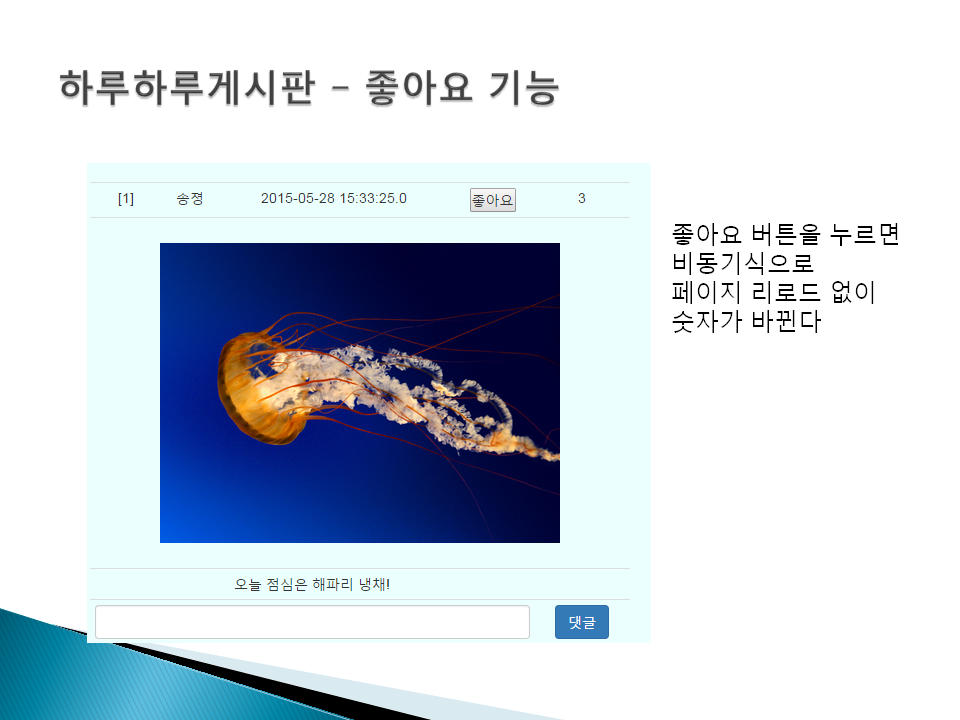 하루하루게시판 – 좋아요 기능
[1] 송졍 2015-05-28 15:33:25.0 좋아요 3
좋아요 버튼을 누르면
비동기식으로
페이지 리로드 없이
숫자가 바뀐다
오늘 점심은 해파리 냉채!
댓글